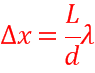 Δx = L/d λ